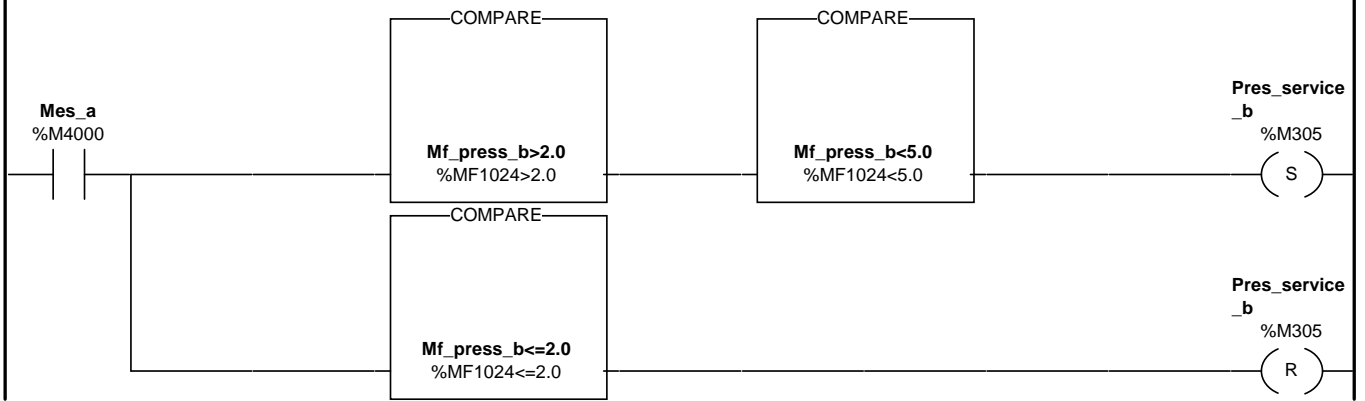 COMPARE
COMPARE
Mes_a
%M4000
Mf_press_b>2.0
%MF1024>2.0
Mf_press_b<5.0
%MF1024<5.0
Pres_service
_b
%M305
S
COMPARE
Mf_press_b<=2.0
%MF1024<=2.0
Pres_service
_b
%M305
R